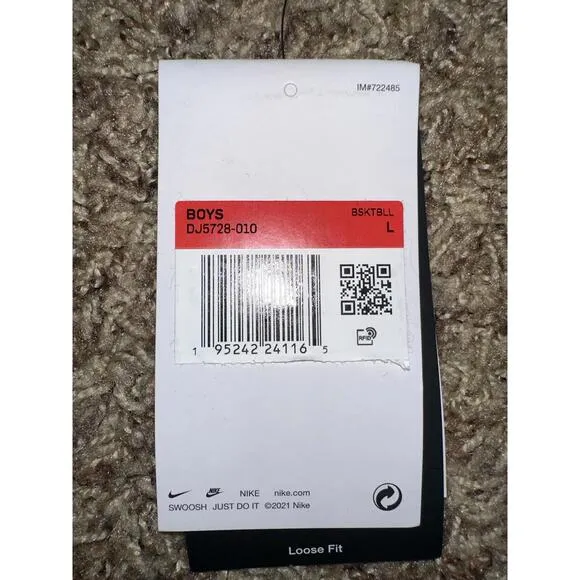 IM#722485
BOYS BSKTBLL
DJ5728-010 L
1 95242 24116 5
RFID
NIKE nike.com
SWOOSH JUST DO IT ©2021 Nike
Loose Fit